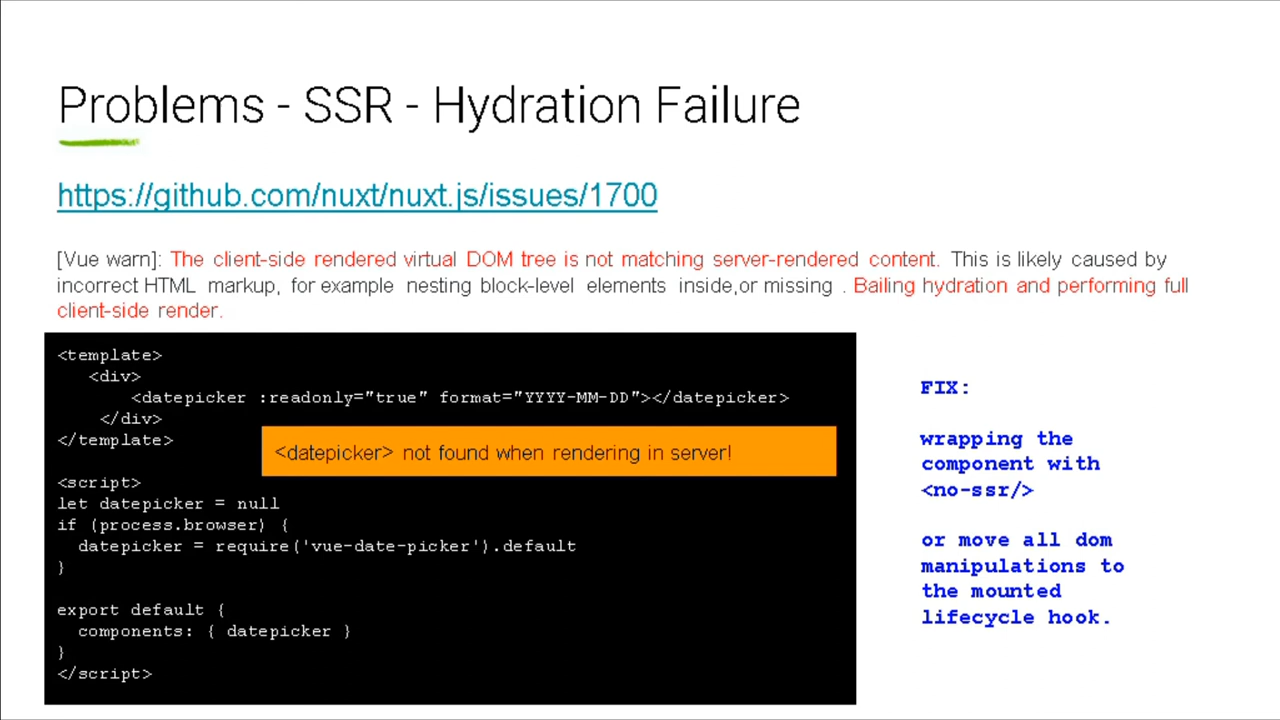 Problems - SSR - Hydration Failure
https://github.com/nuxt/nuxt.js/issues/1700
[Vue warn]: The client-side rendered virtual DOM tree is not matching server-rendered content. This is likely caused by
incorrect HTML markup, for example nesting block-level elements inside,or missing . Bailing hydration and performing full
client-side render.
<template>
<div>
<datepicker :readonly="true" format="YYYY-MM-DD"></datepicker>
</div>
</template>
<datepicker> not found when rendering in server!
<script>
let datepicker = null
if (process.browser) {
datepicker = require('vue-date-picker').default
}
export default {
components: { datepicker }
}
</script>
FIX:
wrapping the
component with
<no-ssr/>
or move all dom
manipulations to
the mounted
lifecycle hook.